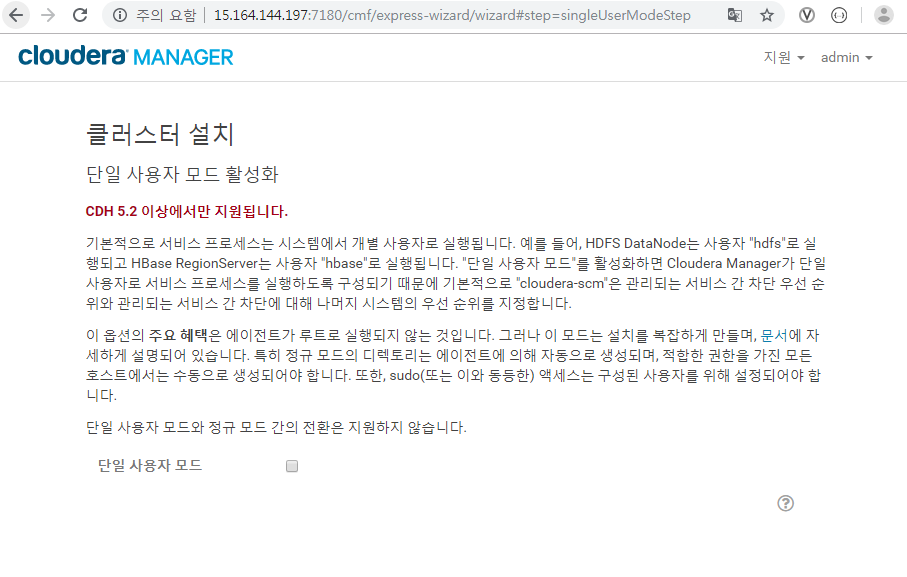 주의 요함 15.164.144.197:7180/cmf/express-wizard/wizard#step=singleUserModeStep
cloudera MANAGER 지원 admin
클러스터 설치
단일 사용자 모드 활성화
CDH 5.2 이상에서만 지원됩니다.
기본적으로 서비스 프로세스는 시스템에서 개별 사용자로 실행됩니다. 예를 들어, HDFS DataNode는 사용자 "hdfs"로 실
행되고 HBase RegionServer는 사용자 "hbase"로 실행됩니다. "단일 사용자 모드"를 활성화하면 Cloudera Manager가 단일
사용자로 서비스 프로세스를 실행하도록 구성되기 때문에 기본적으로 "cloudera-scm"은 관리되는 서비스 간 차단 우선 순
위와 관리되는 서비스 간 차단에 대해 나머지 시스템의 우선 순위를 지정합니다.
이 옵션의 주요 혜택은 에이전트가 루트로 실행되지 않는 것입니다. 그러나 이 모드는 설치를 복잡하게 만들며, 문서에 자
세하게 설명되어 있습니다. 특히 정규 모드의 디렉토리는 에이전트에 의해 자동으로 생성되며, 적합한 권한을 가진 모든
호스트에서는 수동으로 생성되어야 합니다. 또한, sudo(또는 이와 동등한) 액세스는 구성된 사용자를 위해 설정되어야 합
니다.
단일 사용자 모드와 정규 모드 간의 전환은 지원하지 않습니다.
단일 사용자 모드